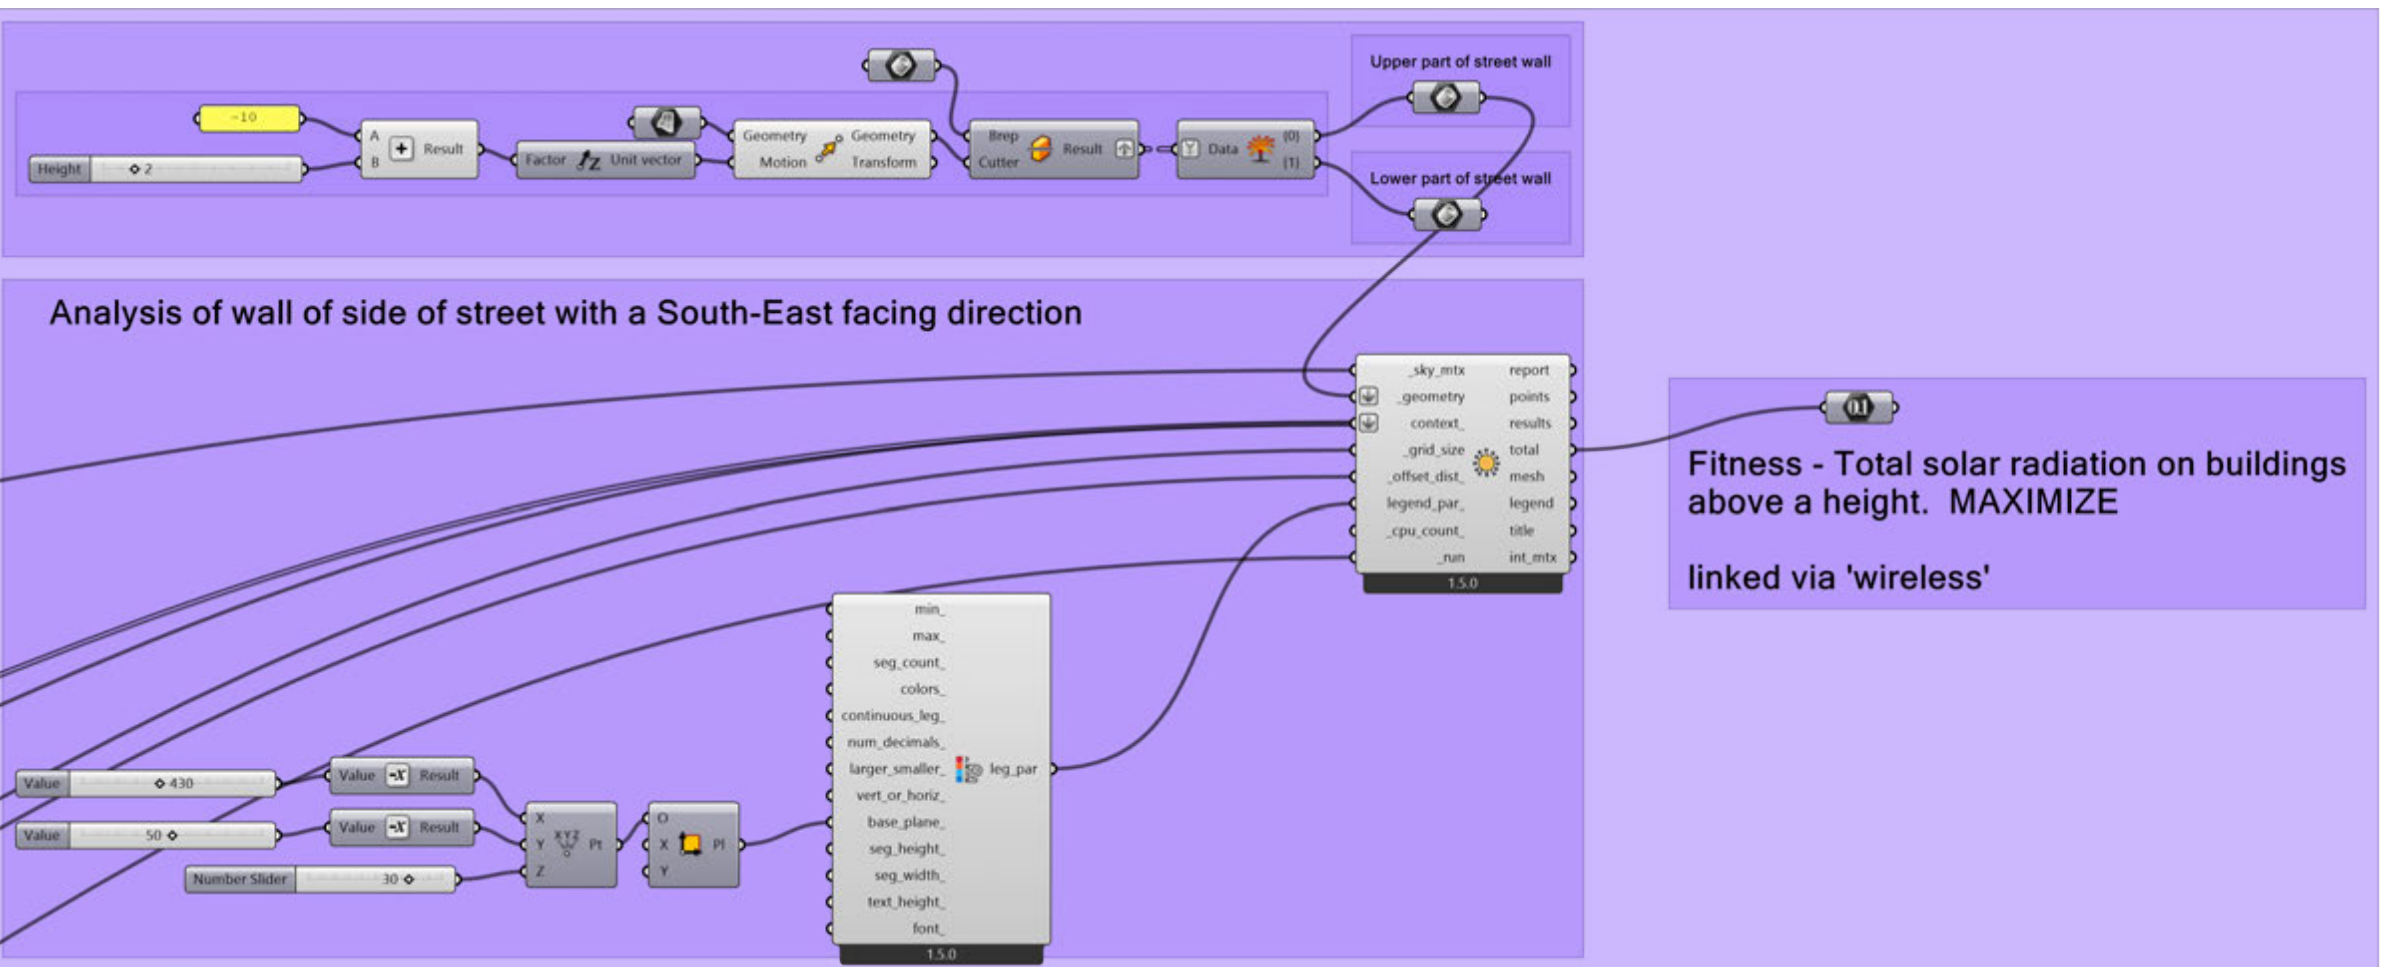 Upper part of street wall
-10
A
B
Result
Height
2
Factor
Unit vector
Geometry
Motion
Geometry
Transform
Brep
Cutter
Result
Data
(0)
(1)
Lower part of street wall
Analysis of wall of side of street with a South-East facing direction
_sky_mtx
_geometry
context_
_grid_size
_offset_dist_
legend_par_
_cpu_count_
_run
report
points
results
total
mesh
legend
title
int_mtx
1.5.0
0.1
Fitness - Total solar radiation on buildings
above a height. MAXIMIZE
linked via 'wireless'
min_
max_
seg_count_
colors_
continuous_leg_
num_decimals_
larger_smaller_
vert_or_horiz_
base_plane_
seg_height_
seg_width_
text_height_
font_
leg_par
1.5.0
Value
430
Value
-X
Result
Value
50
Value
-X
Result
Number Slider
30
X
Y
Z
XYZ
Pt
O
X
Y
Pl